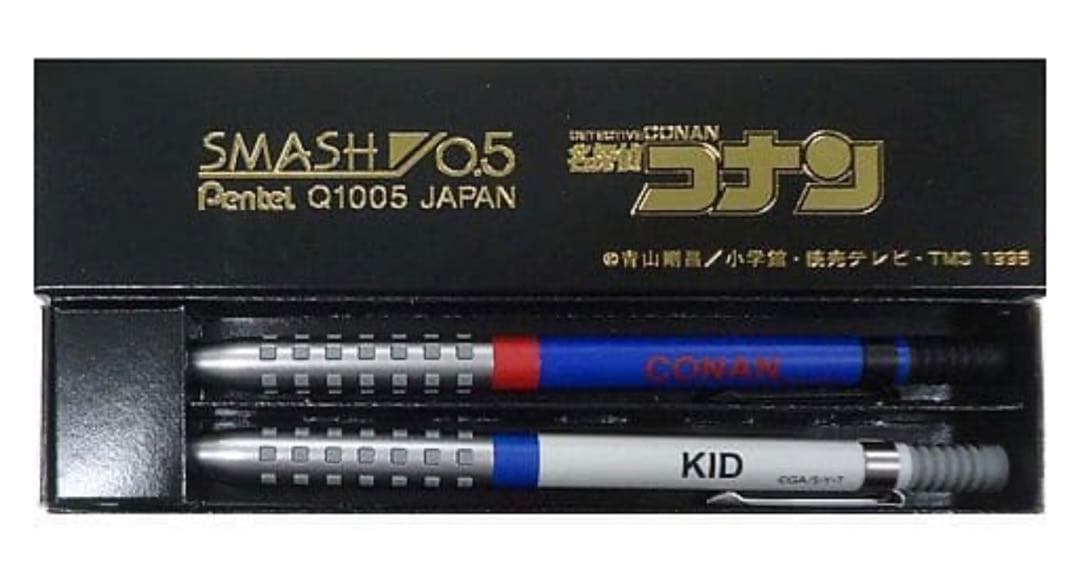 SMASH 0.5
Pentel Q1005 JAPAN
DETECTIVE CONAN
名探偵
コナン
©青山剛昌／小学館・読売テレビ・TMS 1996
CONAN
KID
©GA/S・Y・T